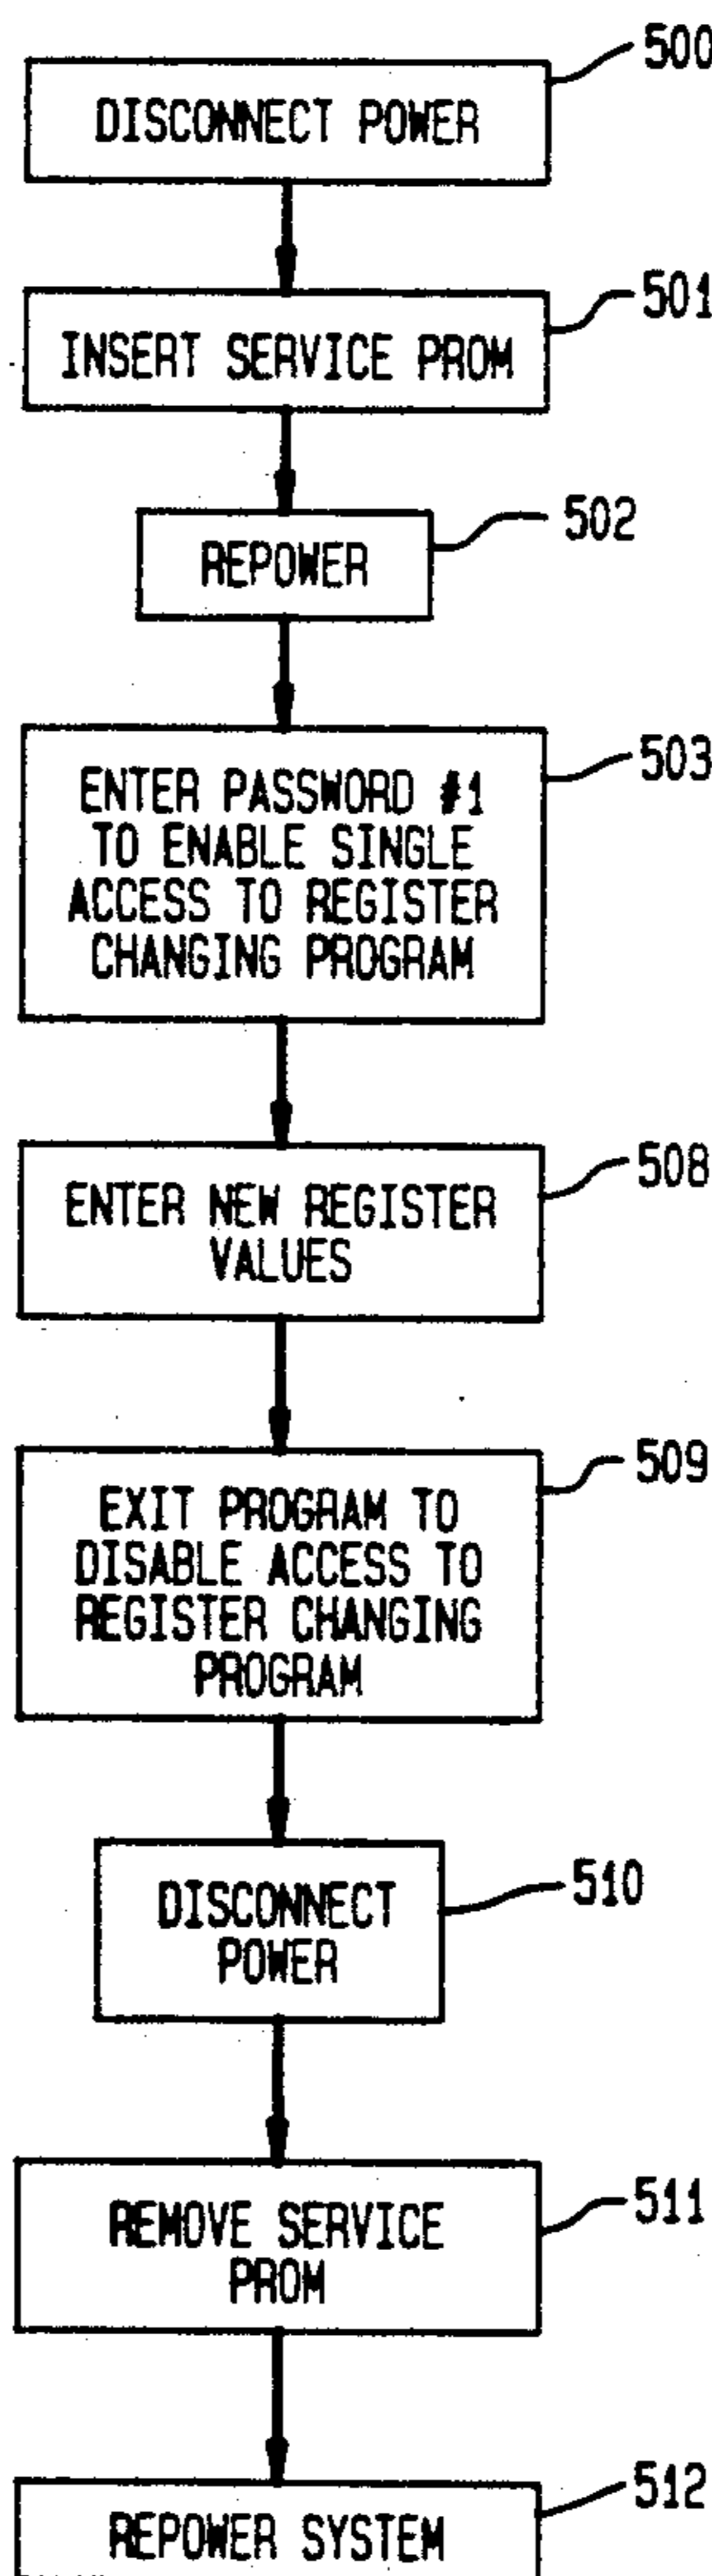 500
DISCONNECT POWER
501
INSERT SERVICE PROM
502
REPOWER
503
ENTER PASSWORD #1
TO ENABLE SINGLE
ACCESS TO REGISTER
CHANGING PROGRAM
508
ENTER NEW REGISTER
VALUES
509
EXIT PROGRAM TO
DISABLE ACCESS TO
REGISTER CHANGING
PROGRAM
510
DISCONNECT
POWER
511
REMOVE SERVICE
PROM
512
REPOWER SYSTEM